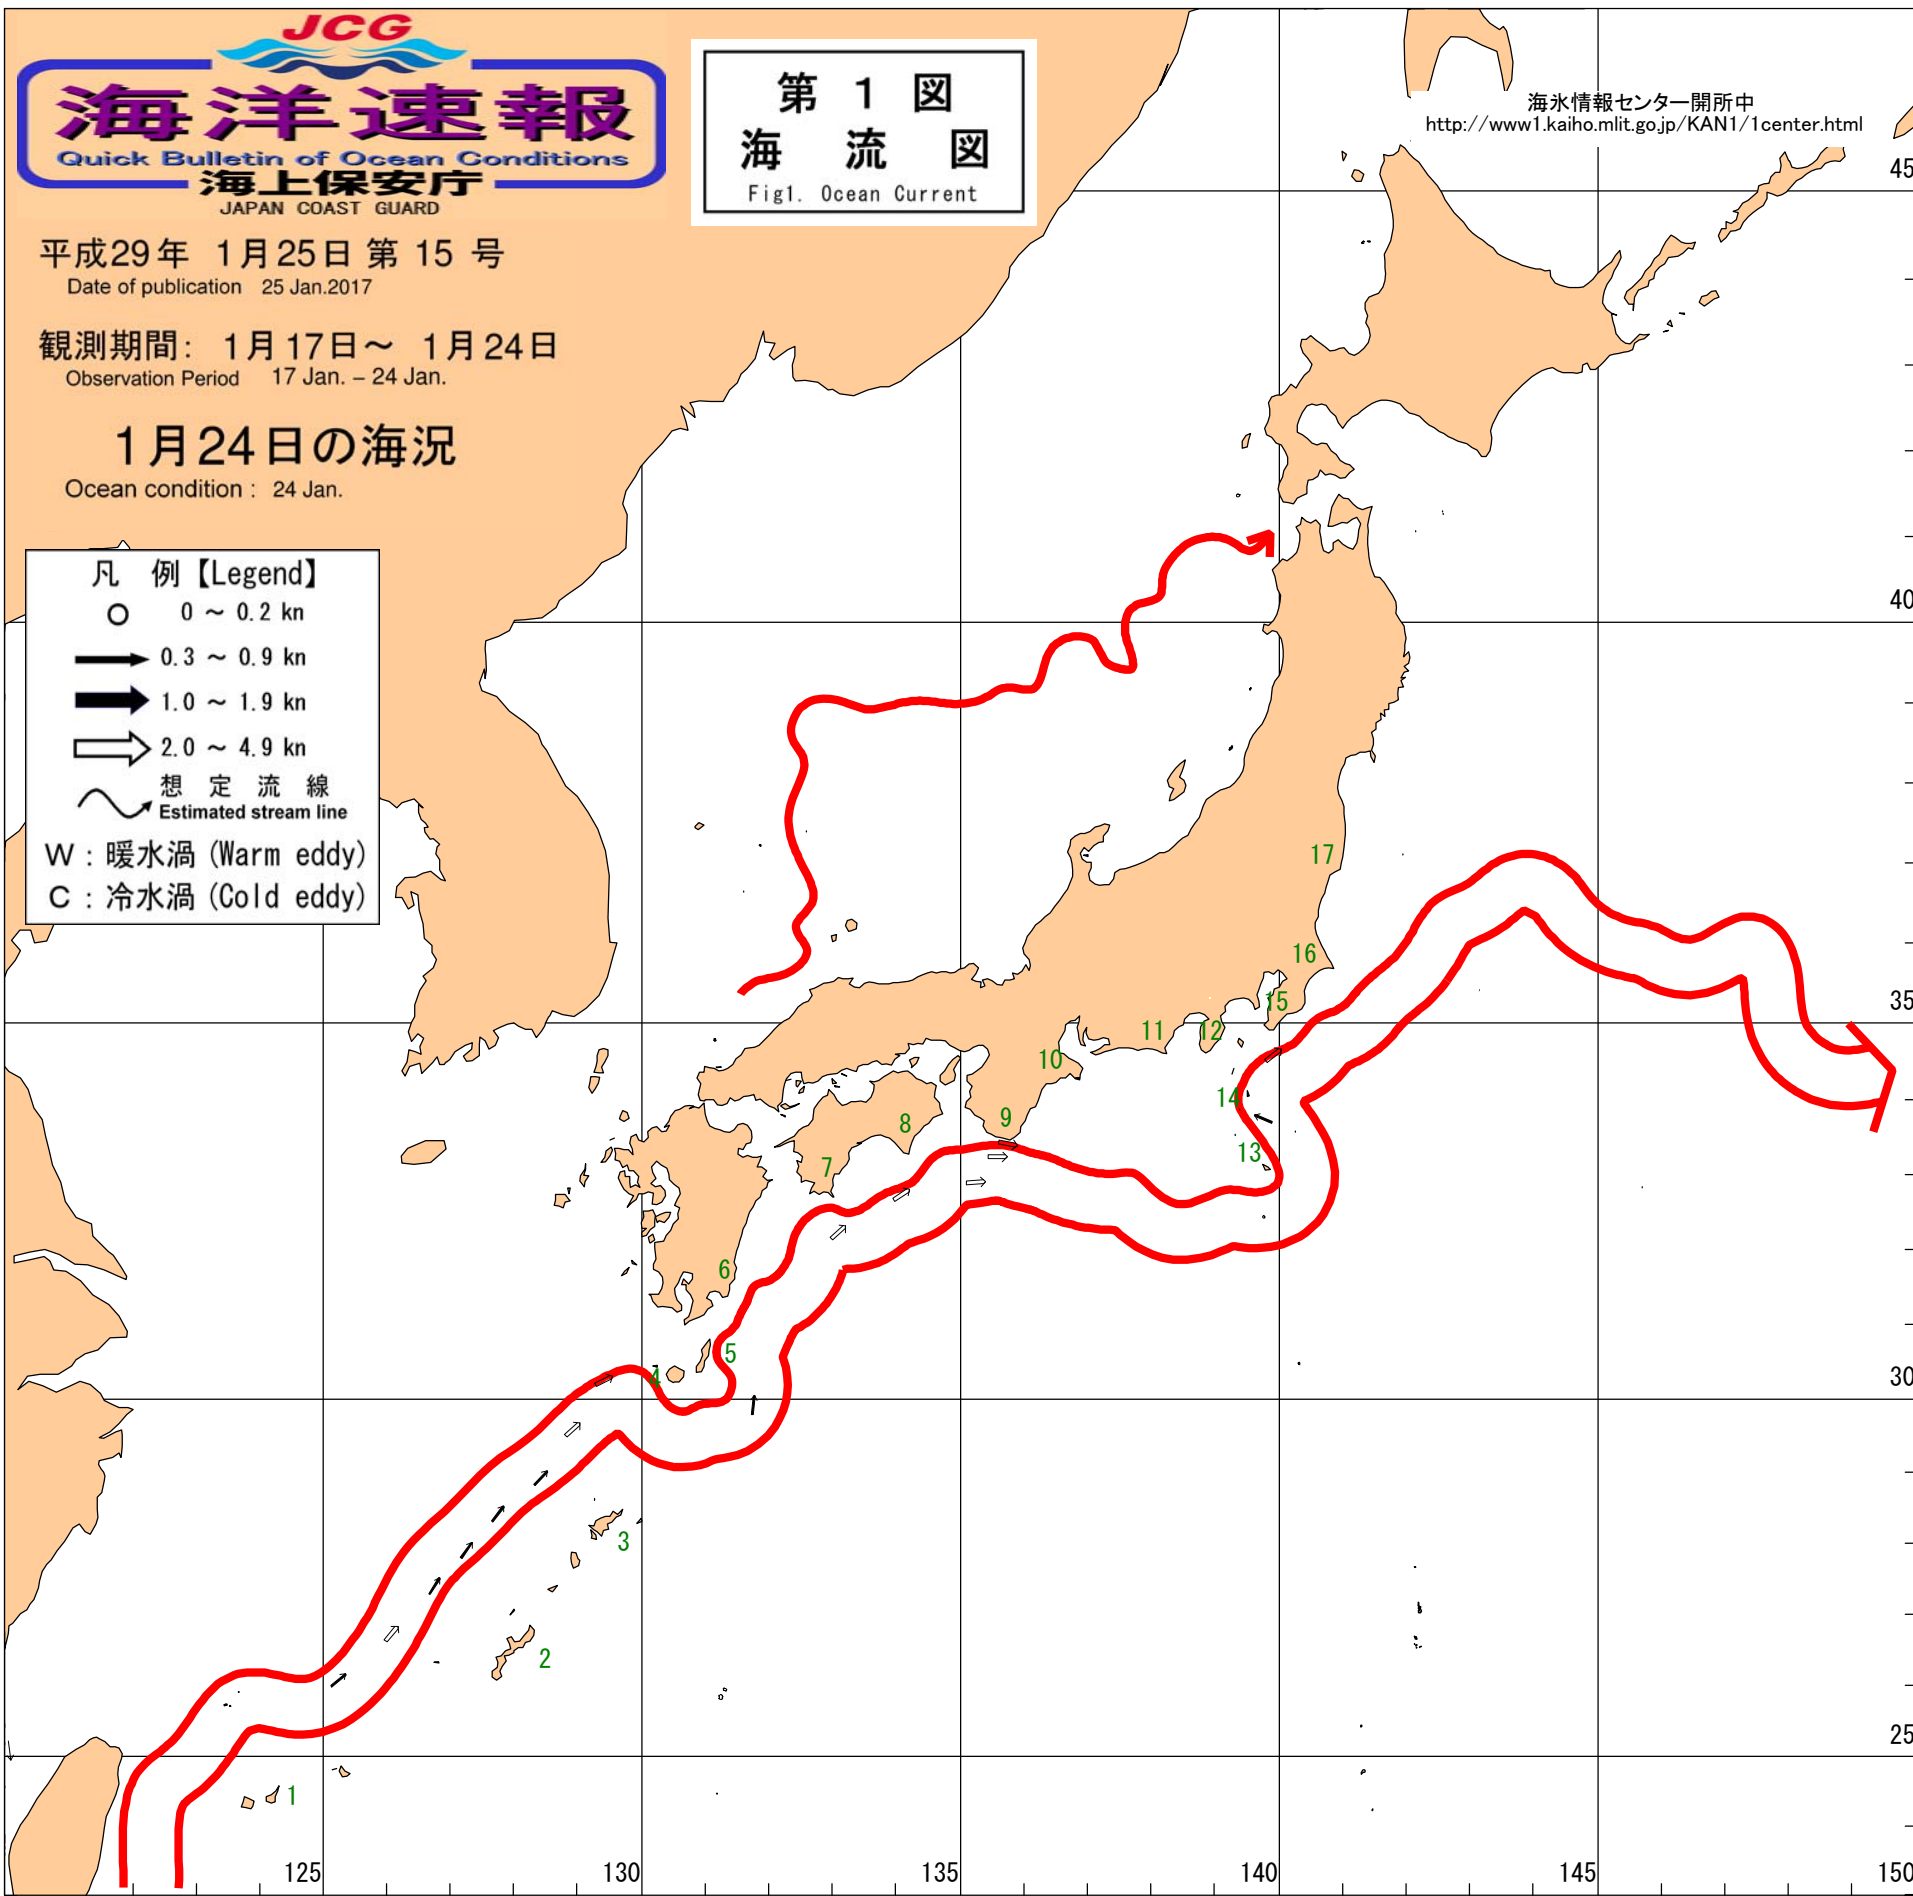 JCG
海洋速報
Quick Bulletin of Ocean Conditions
海上保安庁
JAPAN COAST GUARD
第 1 図
海 流 図
Fig1. Ocean Current
海氷情報センター開所中
http://www1.kaiho.mlit.go.jp/KAN1/1center.html
平成29年 1月25日 第 15 号
Date of publication 25 Jan.2017
観測期間: 1月17日～ 1月24日
Observation Period 17 Jan. – 24 Jan.
1月24日の海況
Ocean condition : 24 Jan.
凡 例【Legend】
0 ～ 0.2 kn
0.3 ～ 0.9 kn
1.0 ～ 1.9 kn
2.0 ～ 4.9 kn
想 定 流 線
Estimated stream line
W : 暖水渦 (Warm eddy)
C : 冷水渦 (Cold eddy)
45
40
35
30
25
17
16
15
12
11
10
14
9
8
13
7
6
5
4
3
2
1
125
130
135
140
145
150